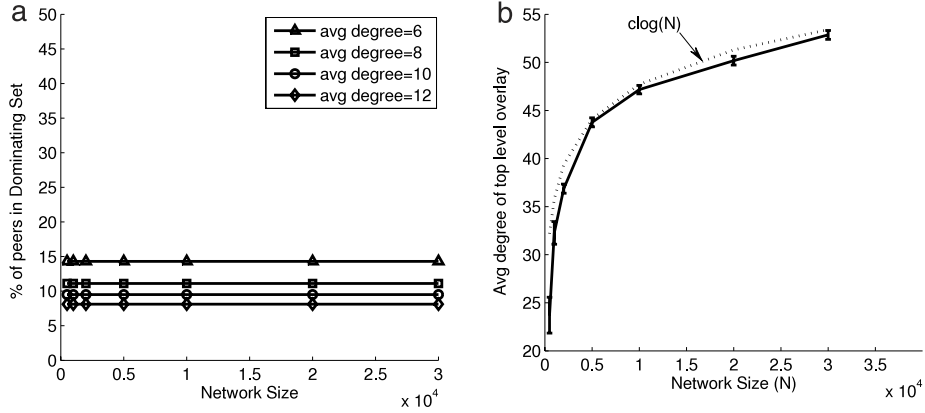 a
50
45
40
35
30
25
20
15
10
5
0
% of peers in Dominating Set
avg degree=6
avg degree=8
avg degree=10
avg degree=12
0 0.5 1 1.5 2 2.5 3
Network Size
x 10^4
b
55
50
45
40
35
30
25
20
Avg degree of top level overlay
clog(N)
0 0.5 1 1.5 2 2.5 3 3.5
Network Size (N)
x 10^4